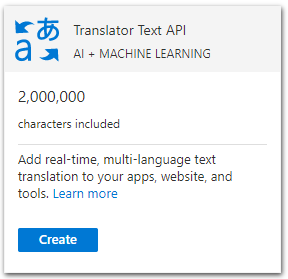 あ
a
Translator Text API
AI + MACHINE LEARNING
2,000,000
characters included
Add real-time, multi-language text
translation to your apps, website, and
tools. Learn more
Create